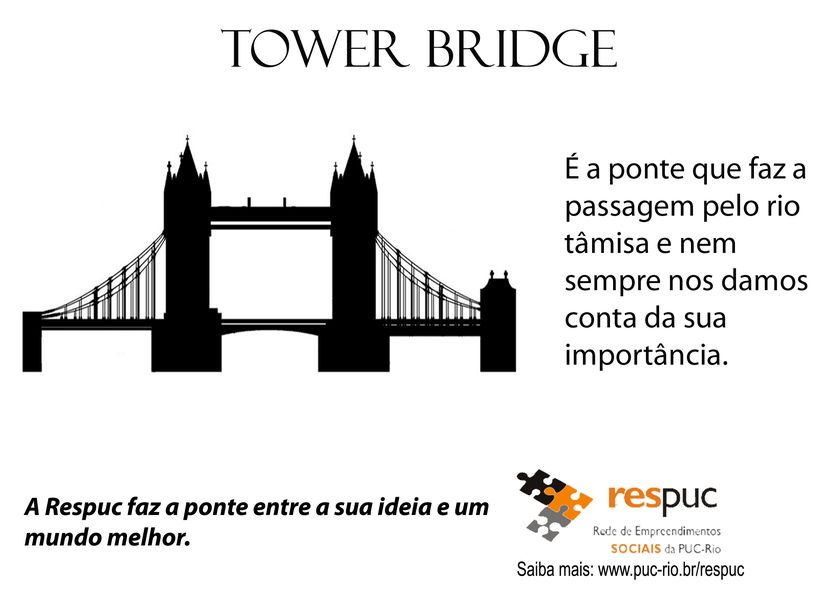 TOWER BRIDGE
É a ponte que faz a
passagem pelo rio
tâmisa e nem
sempre nos damos
conta da sua
importância.
A Respuc faz a ponte entre a sua ideia e um
mundo melhor.
respuc
Rede de Empreendimentos
SOCIAIS da PUC-Rio
Saiba mais: www.puc-rio.br/respuc